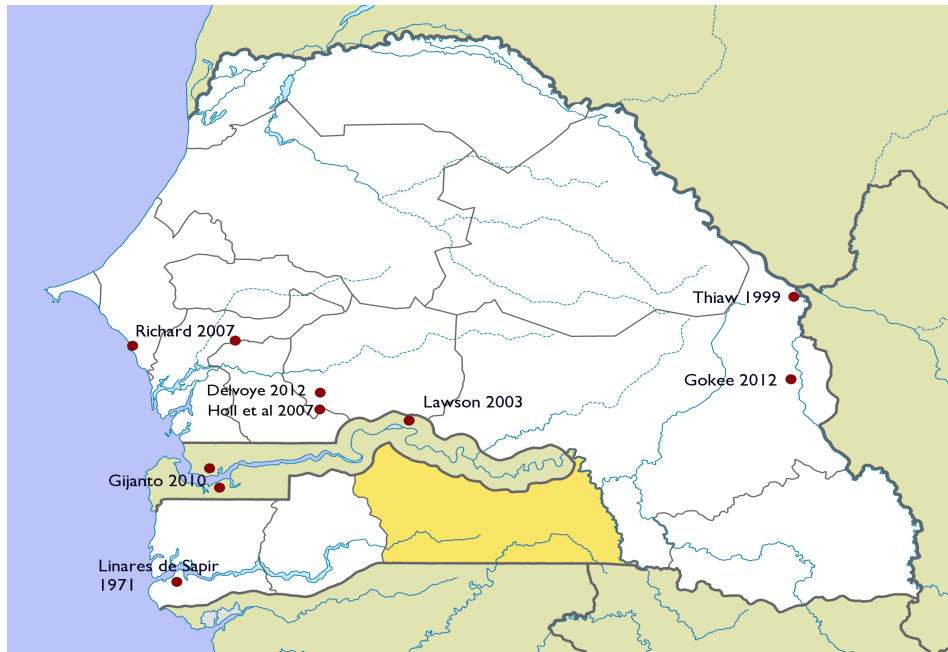 Thiaw 1999
Richard 2007
Gokee 2012
Delvoye 2012
Holl et al 2007
Lawson 2003
Gijanto 2010
Linares de Sapir
1971